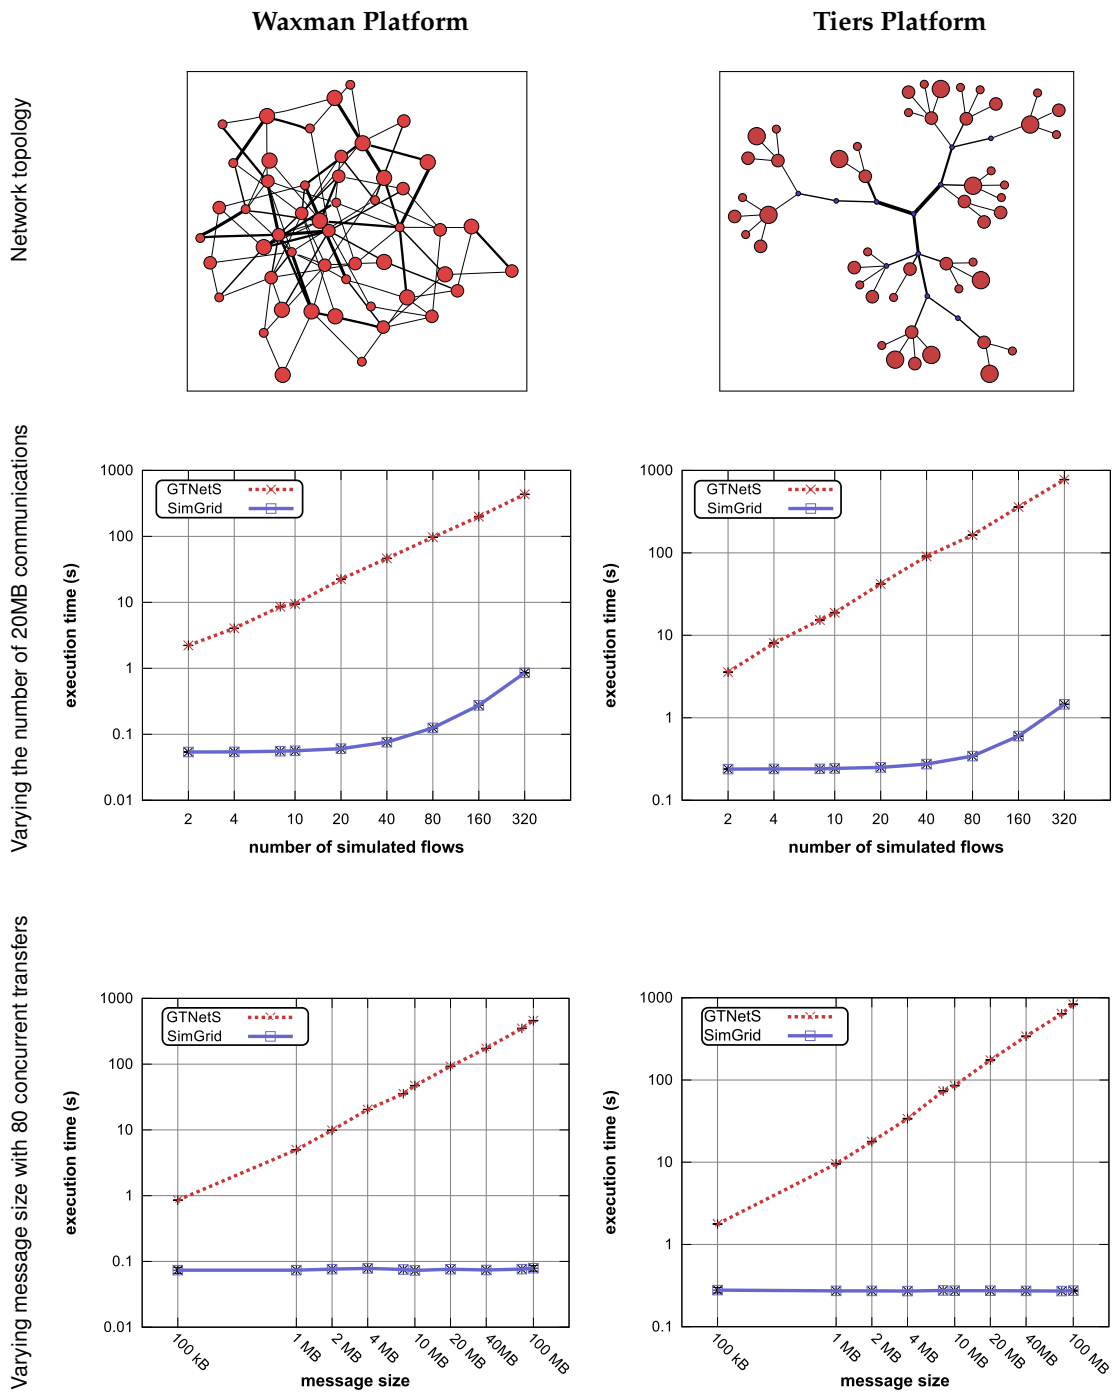 Waxman Platform
Tiers Platform
Network topology
Varying the number of 20MB communications
1000
100
10
1
0.1
0.01
execution time (s)
GTNetS
SimGrid
2 4 10 20 40 80 160 320
number of simulated flows
1000
100
10
1
0.1
execution time (s)
GTNetS
SimGrid
2 4 10 20 40 80 160 320
number of simulated flows
Varying message size with 80 concurrent transfers
1000
100
10
1
0.1
0.01
execution time (s)
GTNetS
SimGrid
100 kB 1 MB 2 MB 4 MB 10 MB 20 MB 40MB 100 MB
message size
1000
100
10
1
0.1
execution time (s)
GTNetS
SimGrid
100 kB 1 MB 2 MB 4 MB 10 MB 20 MB 40MB 100 MB
message size